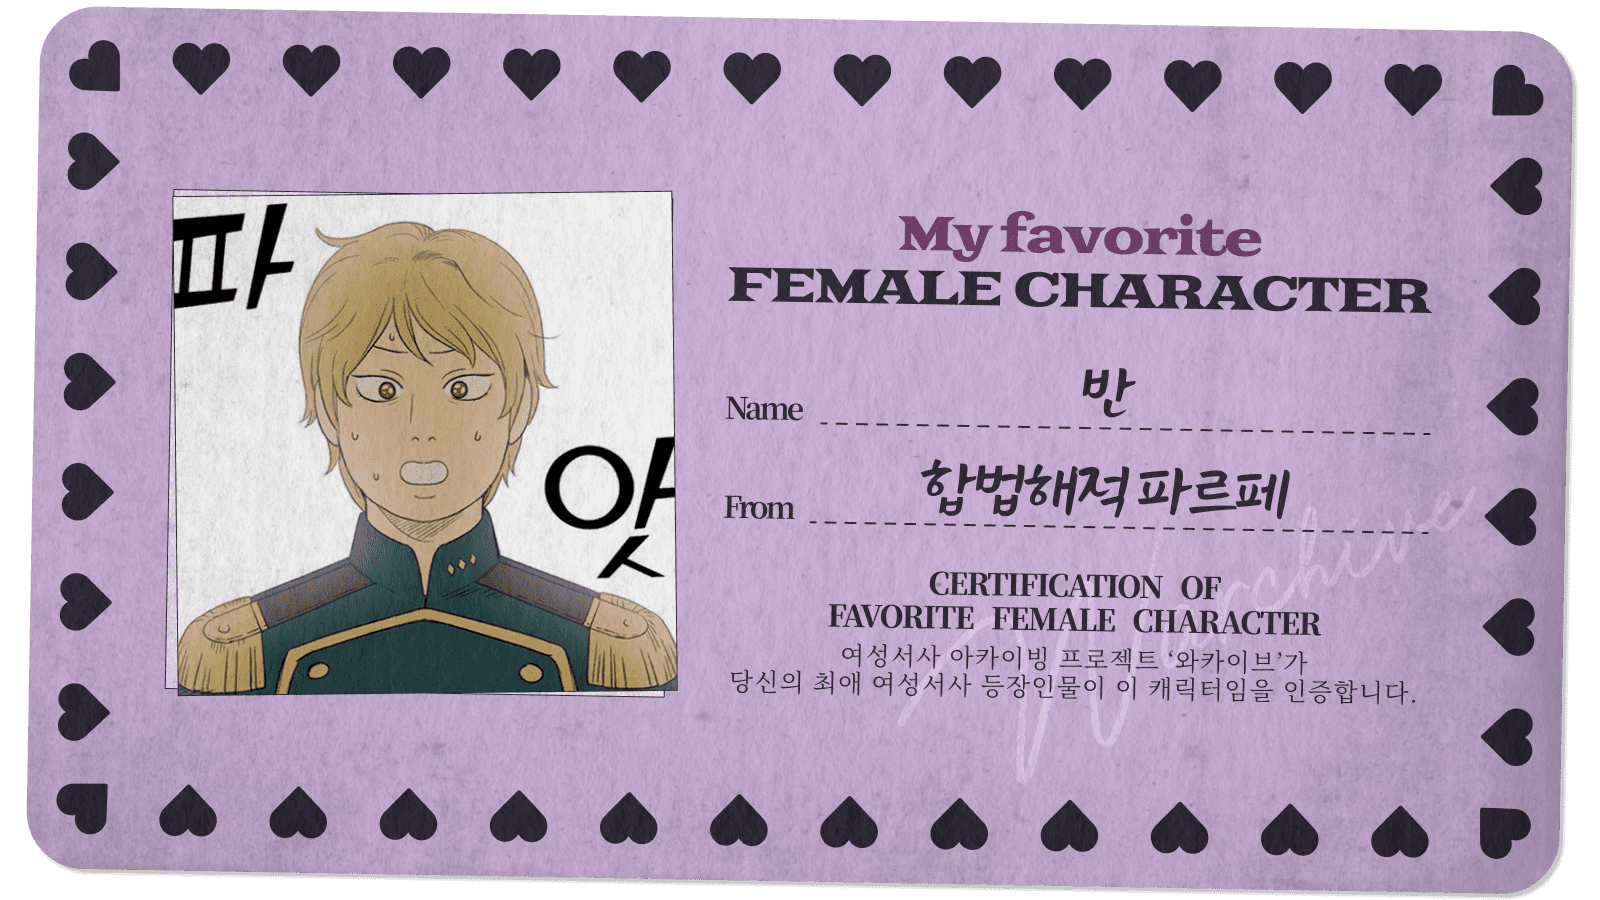 파
앗
My favorite
FEMALE CHARACTER
Name 반
From 합법해적 파르페
CERTIFICATION OF
FAVORITE FEMALE CHARACTER
여성서사 아카이빙 프로젝트 ‘와카이브’가
당신의 최애 여성서사 등장인물이 이 캐릭터임을 인증합니다.
Warchive